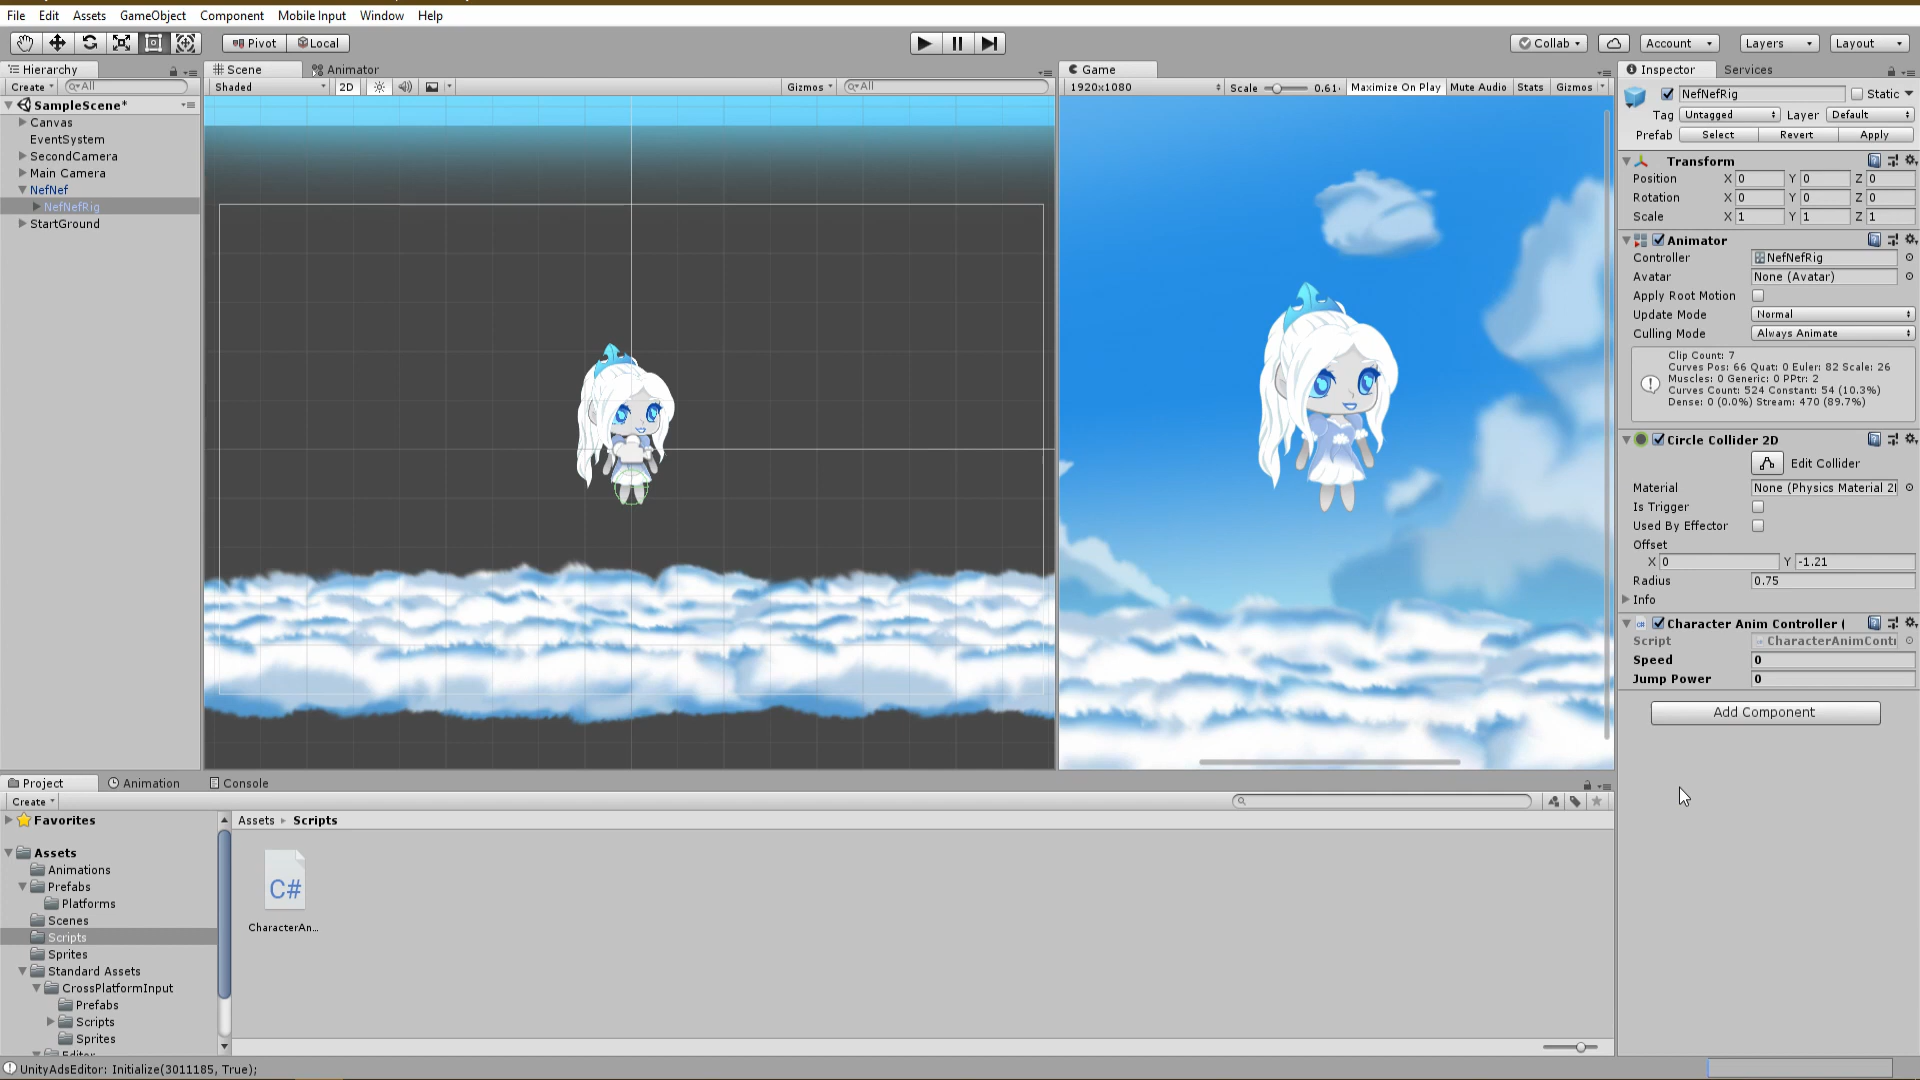 File Edit Assets GameObject Component Mobile Input Window Help
Pivot Local Collab Account Layers Layout
Hierarchy
Create All
SampleScene*
Canvas
EventSystem
SecondCamera
Main Camera
NefNef
NefNefRig
StartGround
Scene Animator
Shaded 2D Gizmos All
Game
1920x1080 Scale 0.61 Maximize On Play Mute Audio Stats Gizmos
Inspector Services
NefNefRig Static
Tag Untagged Layer Default
Prefab Select Revert Apply
Transform
Position X 0 Y 0 Z 0
Rotation X 0 Y 0 Z 0
Scale X 1 Y 1 Z 1
Animator
Controller NefNefRig
Avatar None (Avatar)
Apply Root Motion
Update Mode Normal
Culling Mode Always Animate
Clip Count: 7
Curves Pos: 66 Quat: 0 Euler: 82 Scale: 26
Muscles: 0 Generic: 0 PPtr: 2
Curves Count: 524 Constant: 54 (10.3%)
Dense: 0 (0.0%) Stream: 470 (89.7%)
Circle Collider 2D
Edit Collider
Material None (Physics Material 2
Is Trigger
Used By Effector
Offset
X 0 Y -1.21
Radius 0.75
Info
Character Anim Controller (
Script CharacterAnimCont
Speed 0
Jump Power 0
Add Component
Project Animation Console
Create
Favorites
Assets
Animations
Prefabs
Platforms
Scenes
Scripts
Sprites
Standard Assets
CrossPlatformInput
Prefabs
Scripts
Sprites
Editor
Assets Scripts
C#
CharacterAn...
UnityAdsEditor: Initialize(3011185, True);